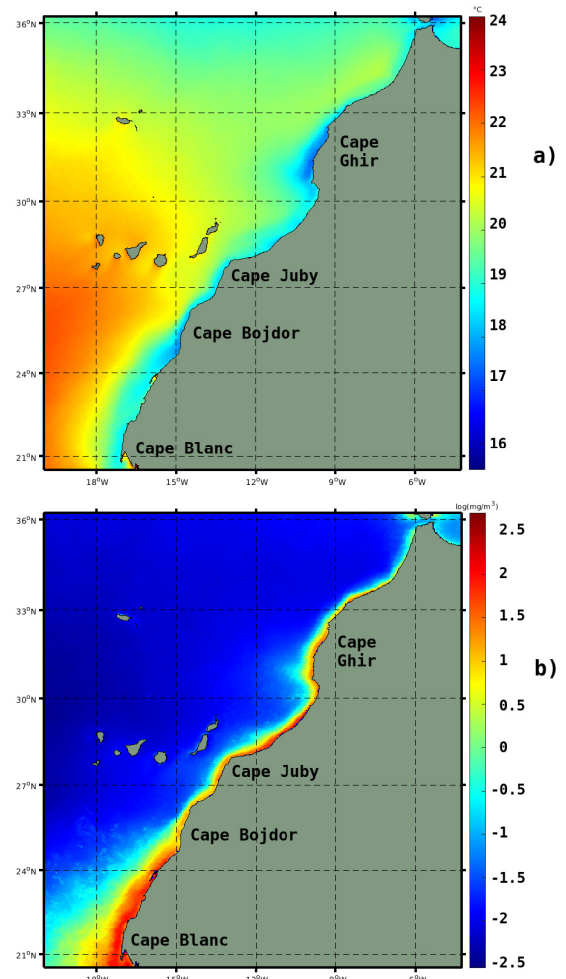 °C
36°N
24
23
33°N
Cape
Ghir
22
a)
21
30°N
20
Cape Juby
19
27°N
Cape Bojdor
18
24°N
17
Cape Blanc
16
21°N
18°W 15°W 12°W 9°W 6°W
log(mg/m³)
36°N
2.5
2
33°N
1.5
Cape
Ghir
1
b)
30°N
0.5
0
Cape Juby
-0.5
27°N
Cape Bojdor
-1
24°N
-1.5
-2
Cape Blanc
21°N
-2.5